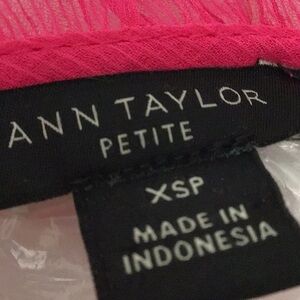 ANN TAYLOR
PETITE
XSP
MADE IN
INDONESIA